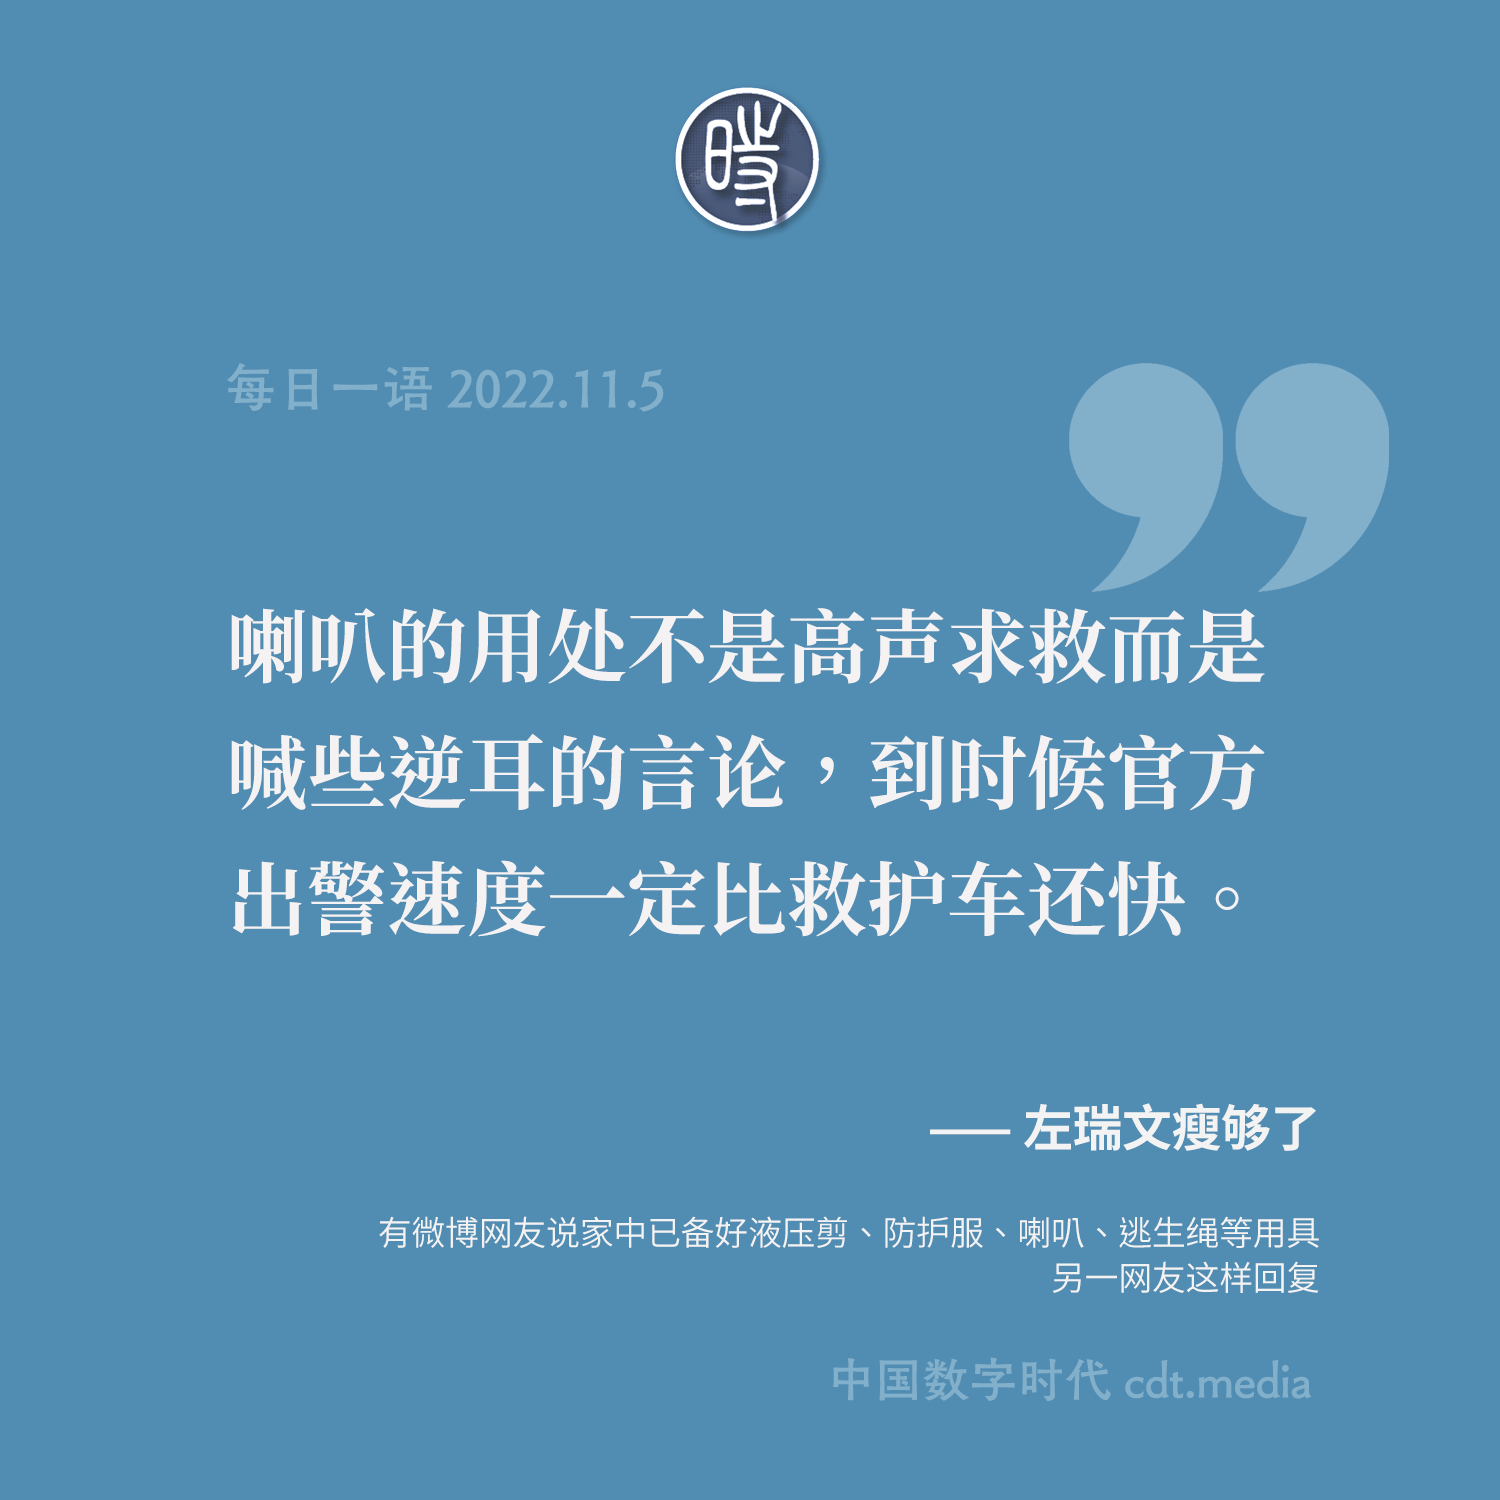 時
每日一语 2022.11.5
喇叭的用处不是高声求救而是
喊些逆耳的言论，到时候官方
出警速度一定比救护车还快。
—— 左瑞文瘦够了
有微博网友说家中已备好液压剪、防护服、喇叭、逃生绳等用具
另一网友这样回复
中国数字时代 cdt.media